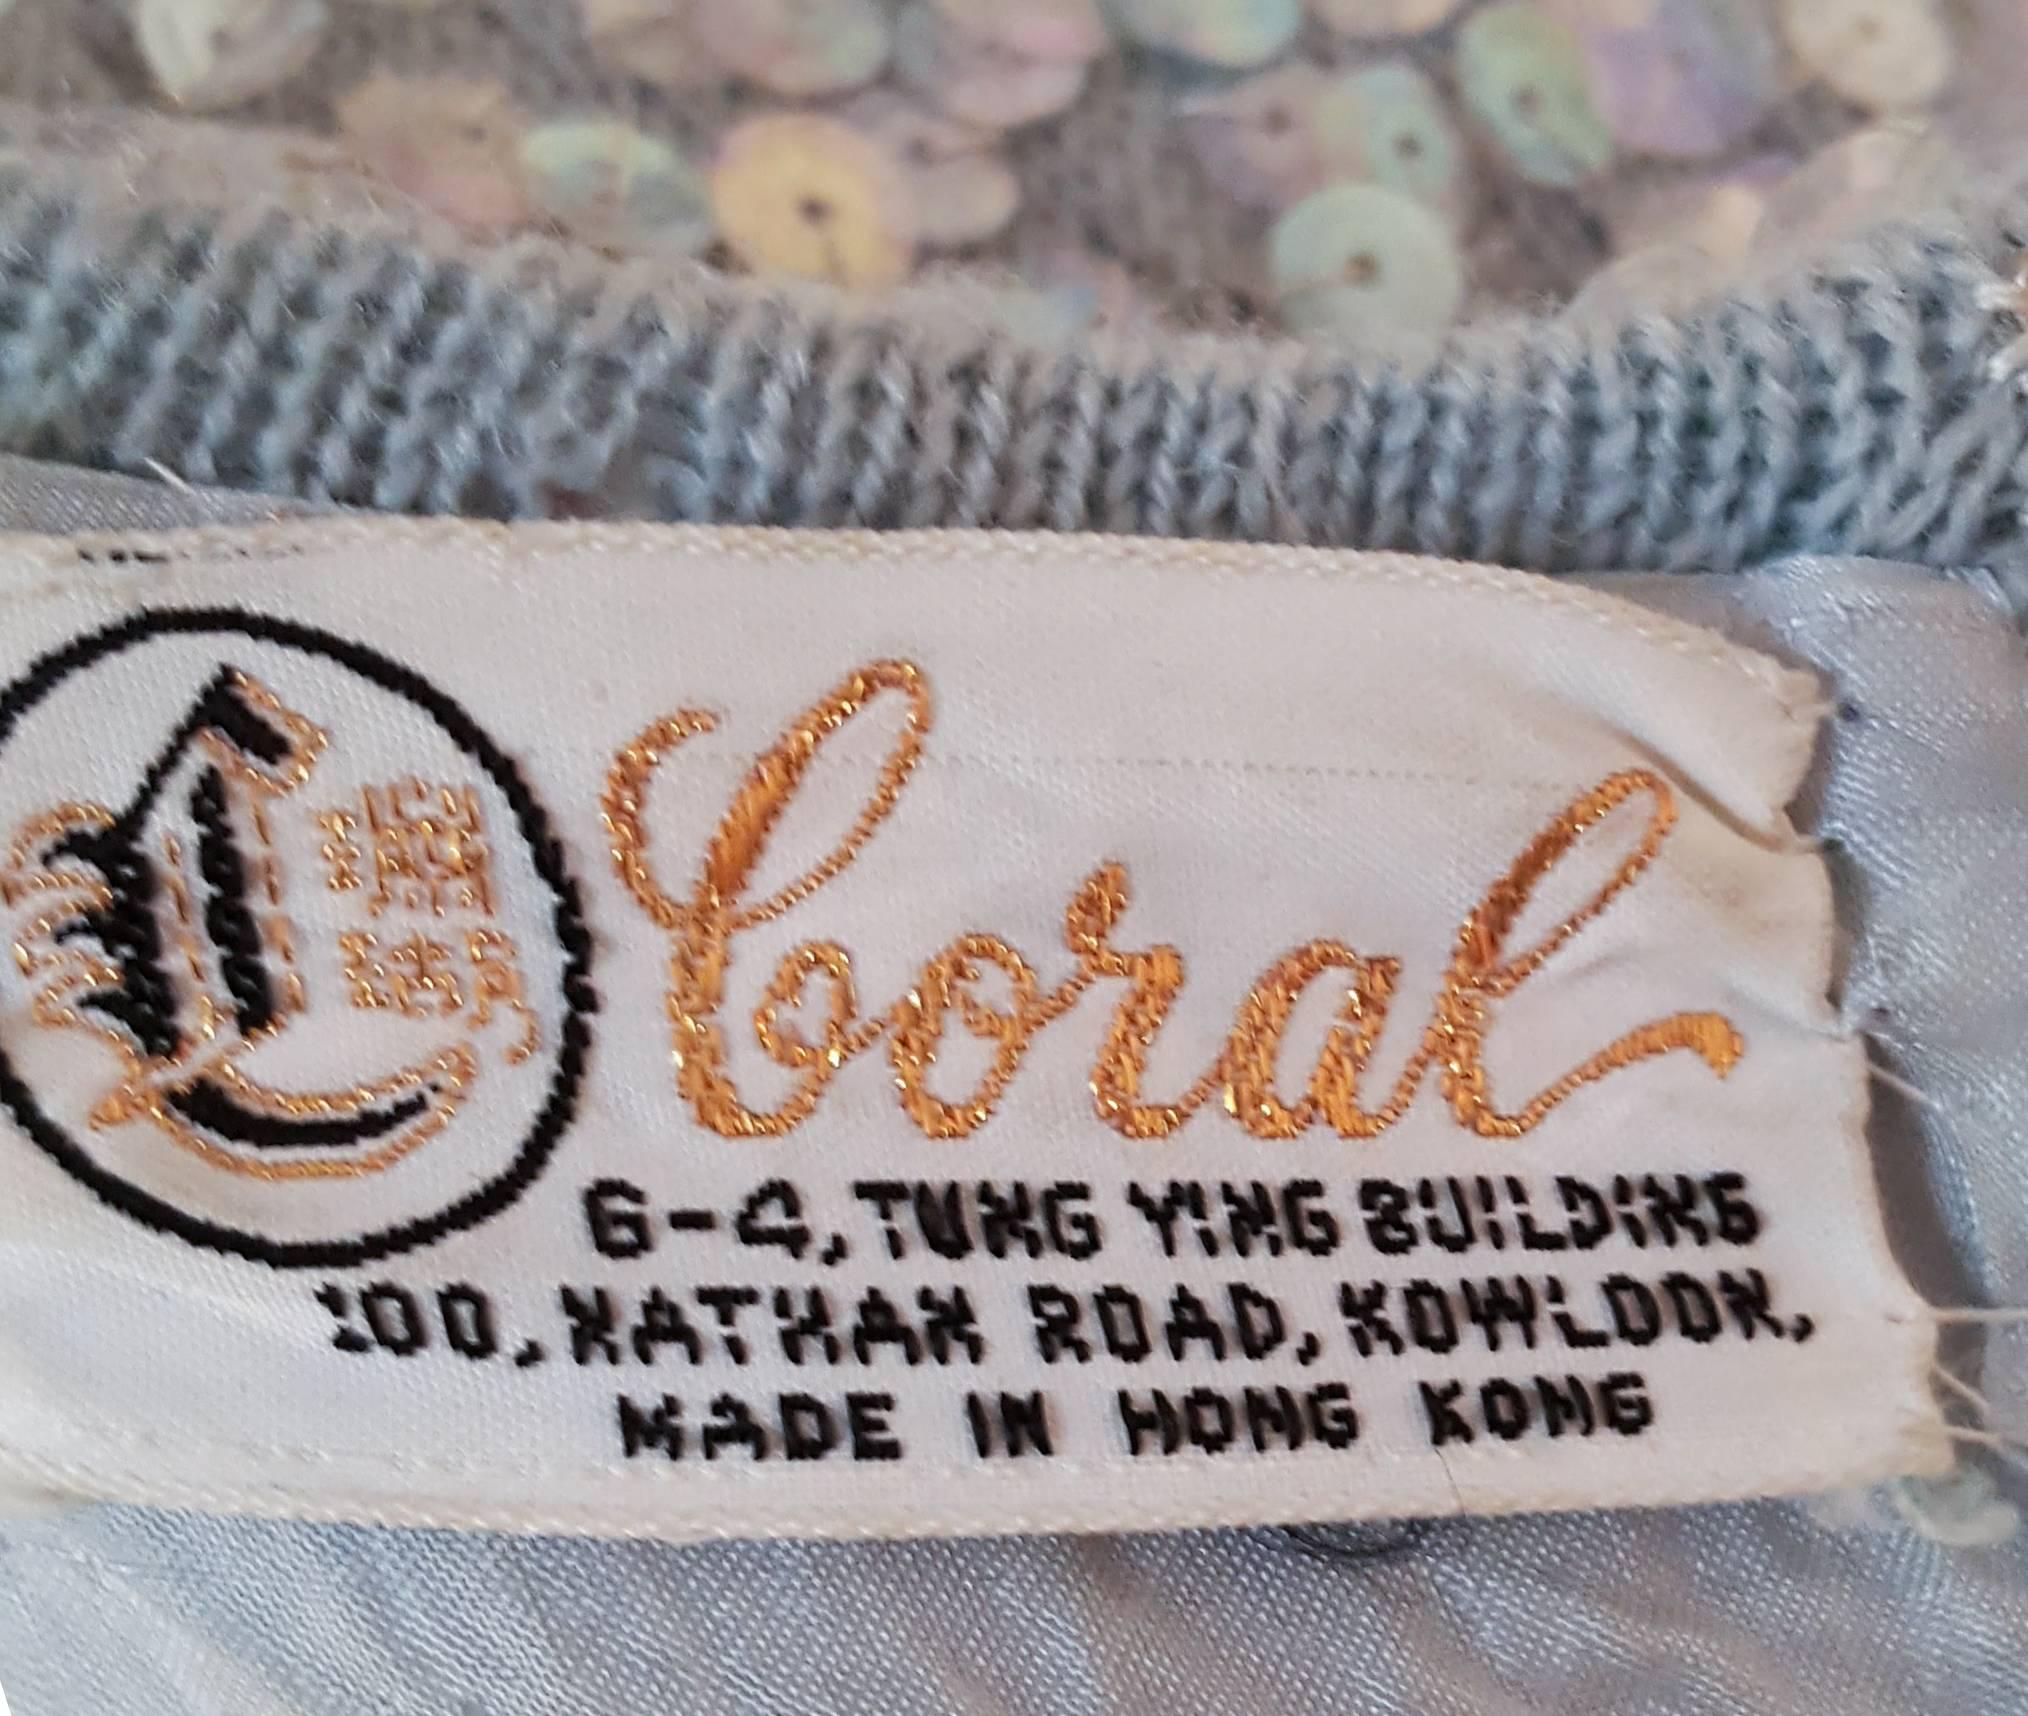 珊瑚
Coral
6-4, TUNG YING BUILDING
100, NATHAN ROAD, KOWLOON,
MADE IN HONG KONG